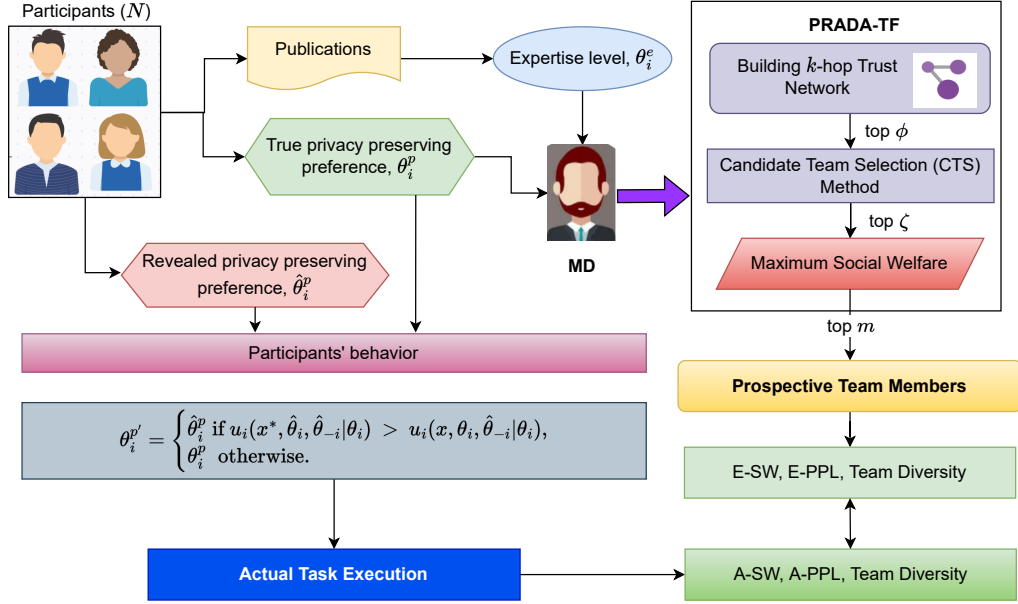 Participants (N)
Publications
Expertise level, θ_i^e
True privacy preserving
preference, θ_i^p
MD
Revealed privacy preserving
preference, θ̂_i^p
Participants' behavior
θ_i^{p'} = { θ̂_i^p if u_i(x*, θ̂_i, θ̂_{-i}|θ_i) > u_i(x, θ_i, θ̂_{-i}|θ_i),
θ_i^p otherwise.
Actual Task Execution
PRADA-TF
Building k-hop Trust
Network
top ϕ
Candidate Team Selection (CTS)
Method
top ζ
Maximum Social Welfare
top m
Prospective Team Members
E-SW, E-PPL, Team Diversity
A-SW, A-PPL, Team Diversity